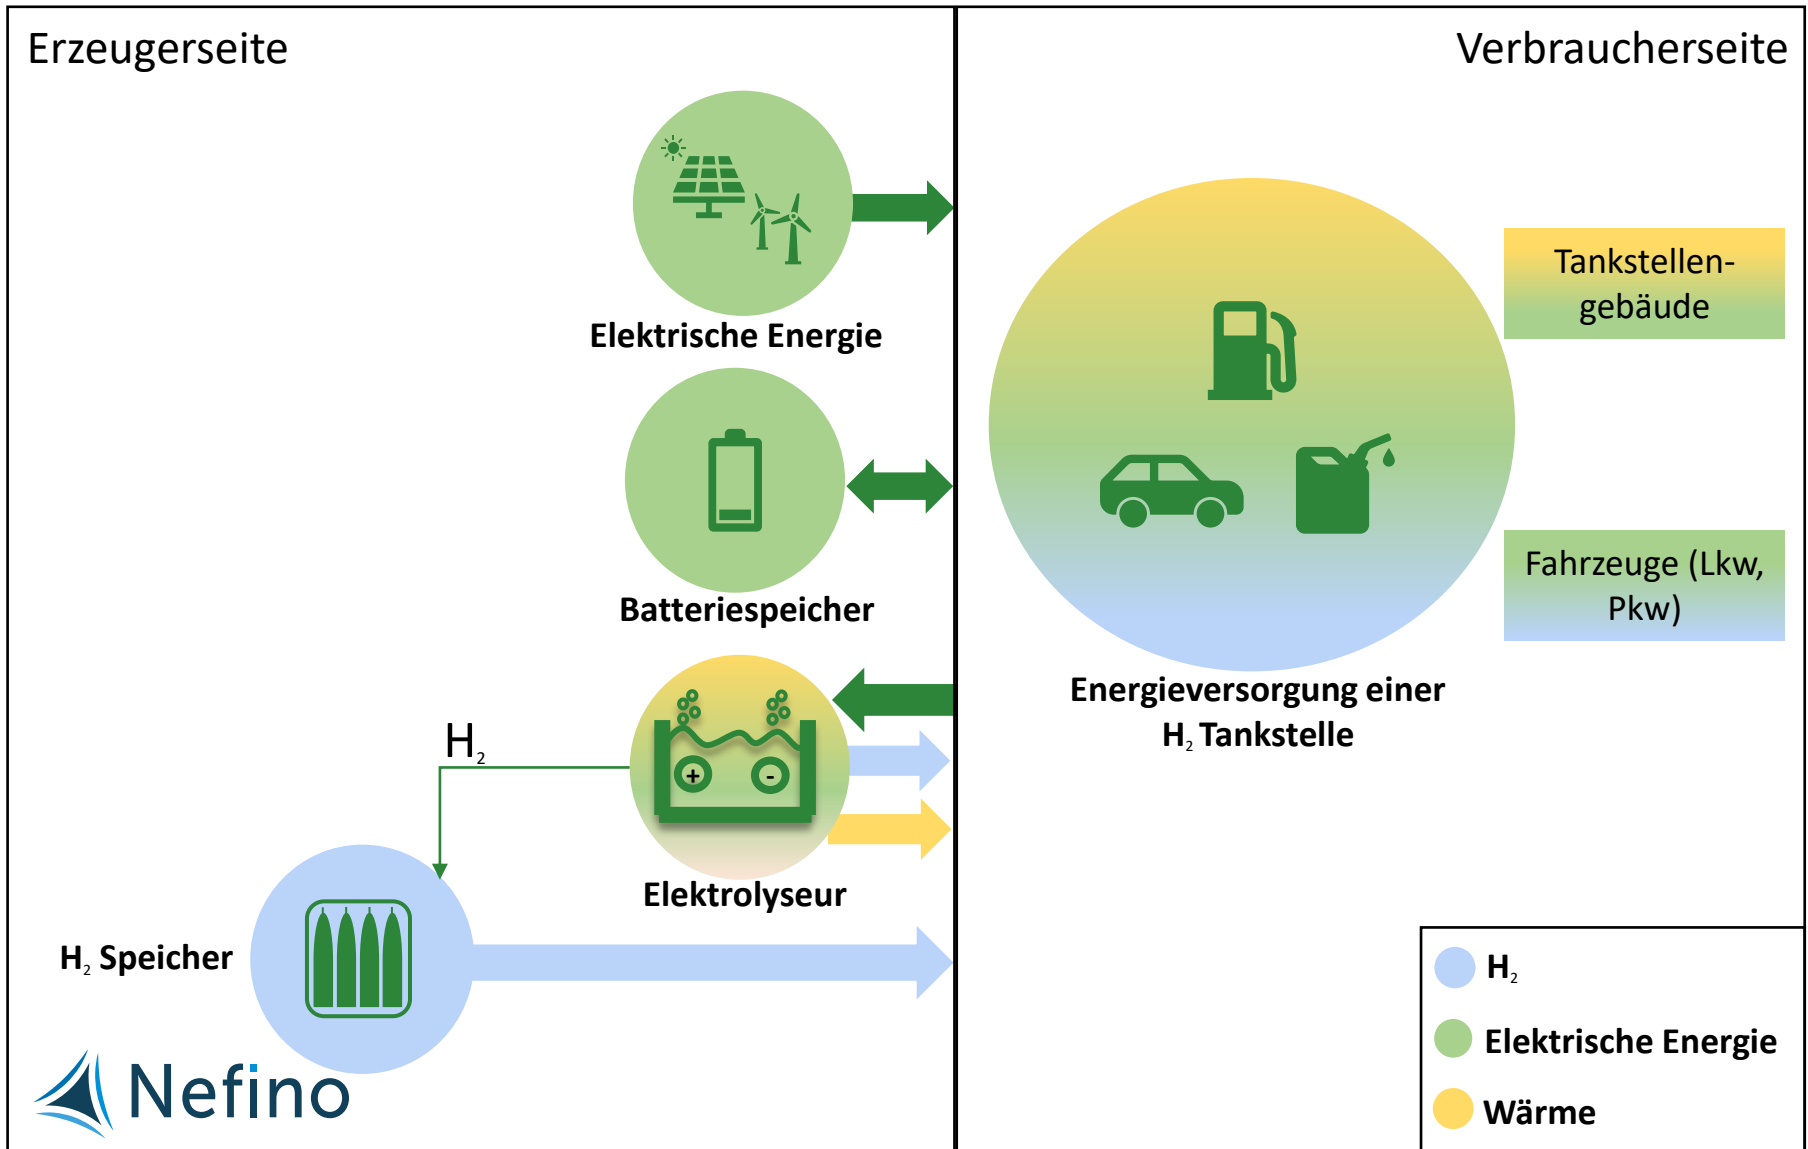 Erzeugerseite
Verbraucherseite
Elektrische Energie
Batteriespeicher
H₂
+
-
Elektrolyseur
H₂ Speicher
Nefino
Tankstellen-
gebäude
Fahrzeuge (Lkw,
Pkw)
Energieversorgung einer
H₂ Tankstelle
H₂
Elektrische Energie
Wärme